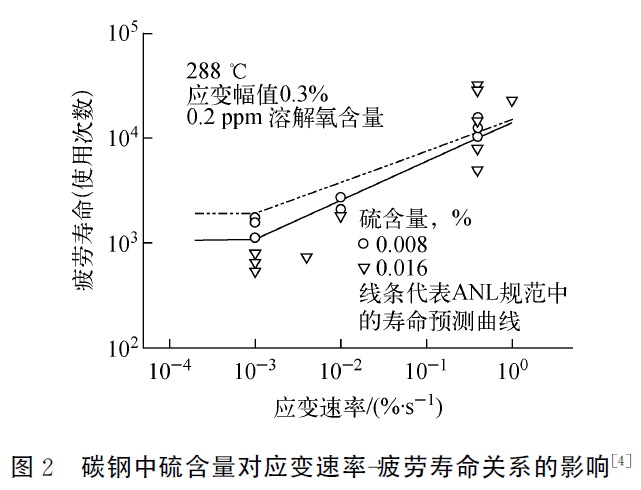 10⁵
10⁴
10³
10²
疲劳寿命(使用次数)
288 ℃
应变幅值0.3%
0.2 ppm 溶解氧含量
硫含量，%
0.008
0.016
线条代表ANL规范中
的寿命预测曲线
10⁻⁴ 10⁻³ 10⁻² 10⁻¹ 10⁰
应变速率/(%·s⁻¹)
图 2 碳钢中硫含量对应变速率-疲劳寿命关系的影响[4]